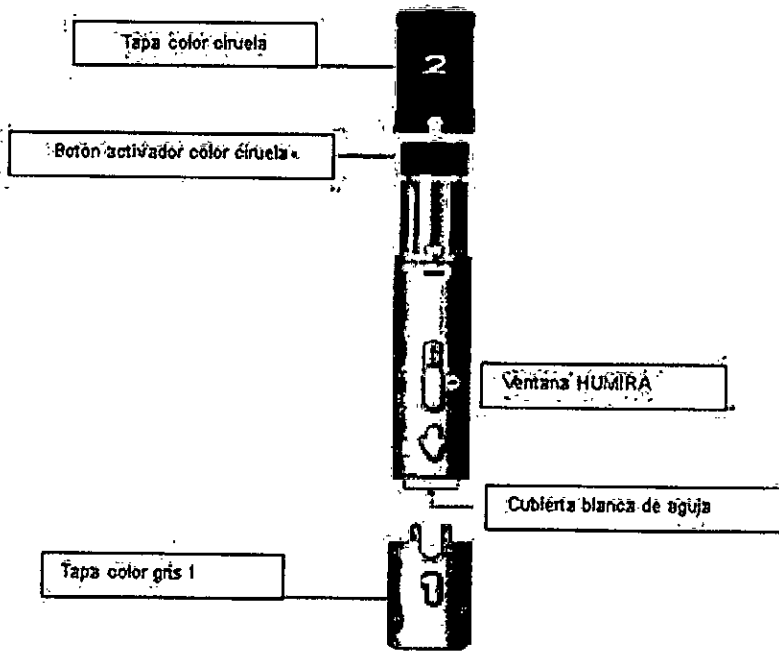 Tapa color ciruela
2
Botón activador color ciruela
Ventana HUMIRA
Cubierta blanca de aguja
Tapa color gris 1
1